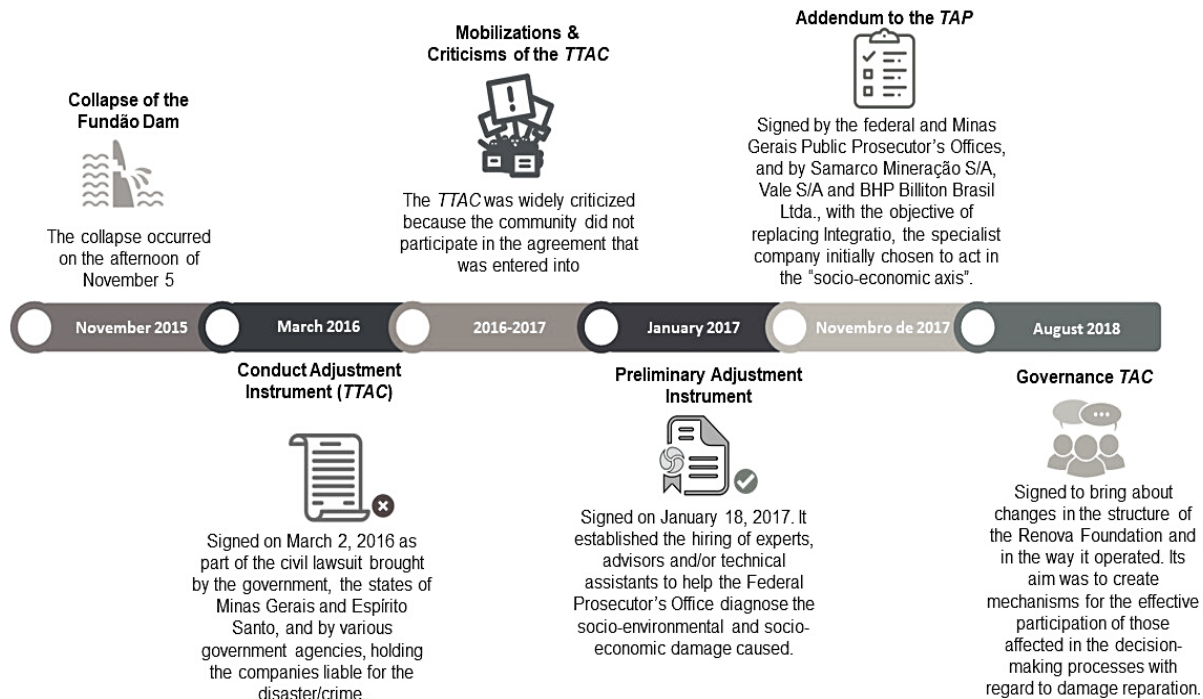 Collapse of the
Fundão Dam
The collapse occurred
on the afternoon of
November 5
November 2015
Conduct Adjustment
Instrument (TTAC)
Signed on March 2, 2016 as
part of the civil lawsuit brought
by the government, the states of
Minas Gerais and Espírito
Santo, and by various
government agencies, holding
the companies liable for the
disaster/crime
March 2016
Mobilizations &
Criticisms of the TTAC
!
The TTAC was widely criticized
because the community did not
participate in the agreement that
was entered into
2016-2017
January 2017
Preliminary Adjustment
Instrument
Signed on January 18, 2017. It
established the hiring of experts,
advisors and/or technical
assistants to help the Federal
Prosecutor's Office diagnose the
socio-environmental and socio-
economic damage caused.
Addendum to the TAP
Signed by the federal and Minas
Gerais Public Prosecutor's Offices,
and by Samarco Mineração S/A,
Vale S/A and BHP Billiton Brasil
Ltda., with the objective of
replacing Integratio, the specialist
company initially chosen to act in
the "socio-economic axis".
Novembro de 2017
August 2018
Governance TAC
Signed to bring about
changes in the structure of
the Renova Foundation and
in the way it operated. Its
aim was to create
mechanisms for the effective
participation of those
affected in the decision-
making processes with
regard to damage reparation.